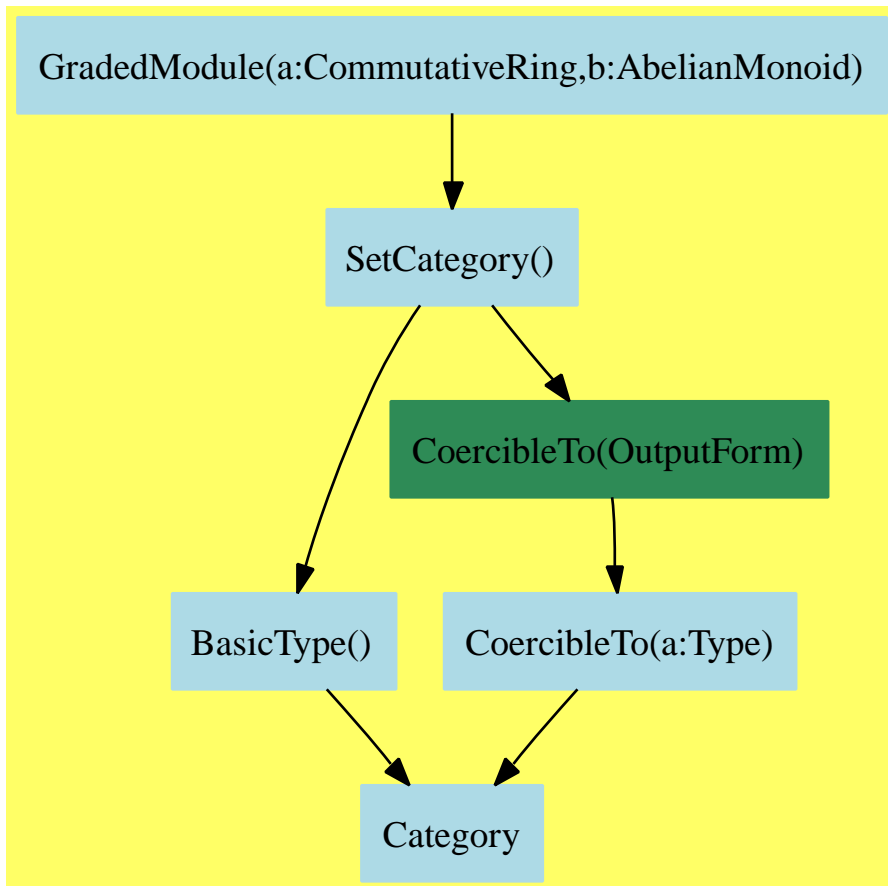 GradedModule(a:CommutativeRing,b:AbelianMonoid)
SetCategory()
CoercibleTo(OutputForm)
BasicType()
CoercibleTo(a:Type)
Category